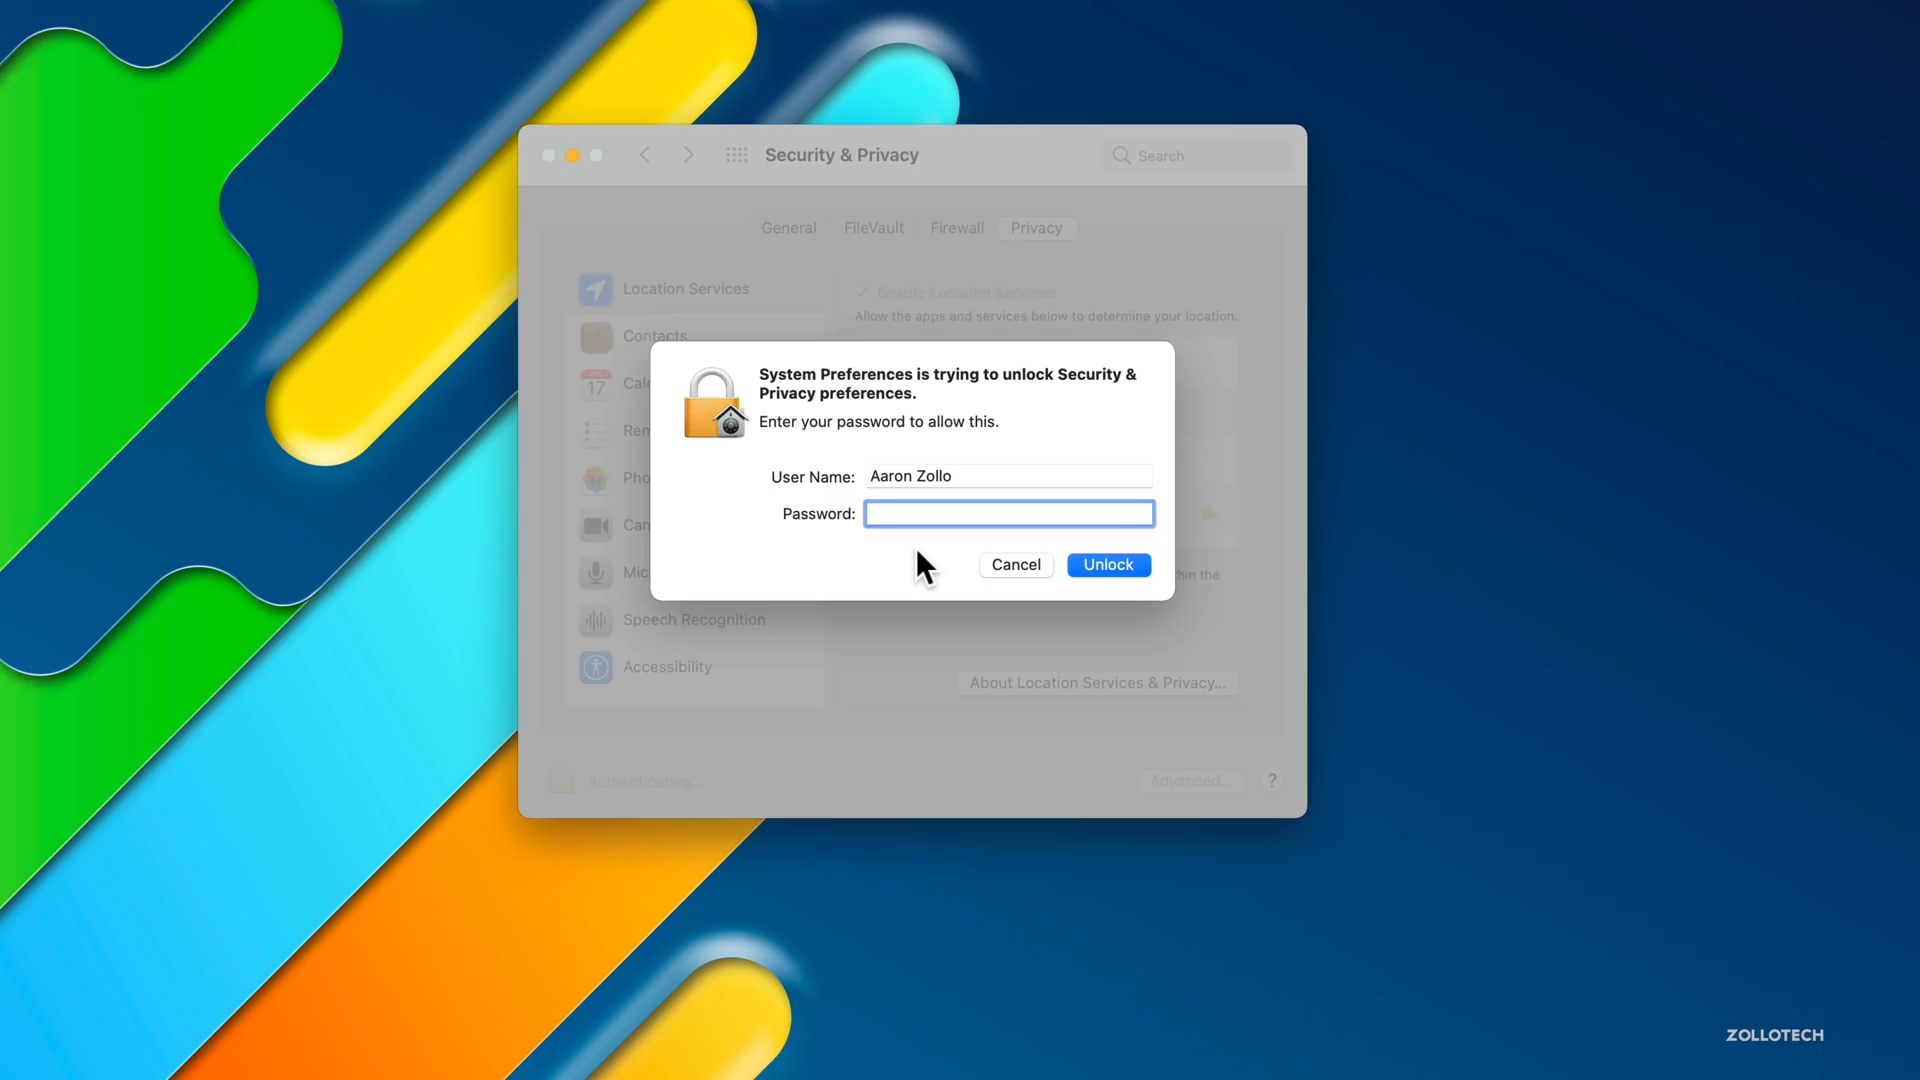 Security & Privacy
Search
General
FileVault
Firewall
Privacy
Location Services
Enable Location Services
Allow the apps and services below to determine your location.
Contacts
System Preferences is trying to unlock Security &
Privacy preferences.
Enter your password to allow this.
17
User Name: Aaron Zollo
Password:
Cancel
Unlock
Speech Recognition
Accessibility
About Location Services & Privacy...
Authenticating...
Advanced...
?
ZOLLOTECH